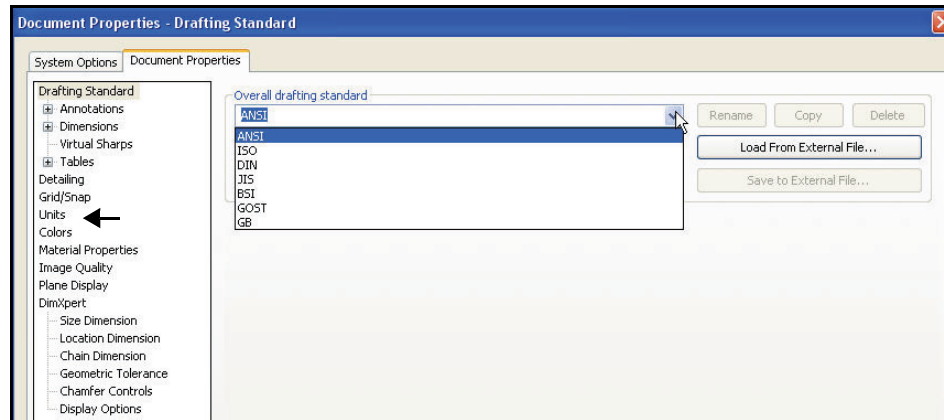 Document Properties - Drafting Standard
System Options
Document Properties
Drafting Standard
Annotations
Dimensions
Virtual Sharps
Tables
Detailing
Grid/Snap
Units
Colors
Material Properties
Image Quality
Plane Display
DimXpert
Size Dimension
Location Dimension
Chain Dimension
Geometric Tolerance
Chamfer Controls
Display Options
Overall drafting standard
ANSI
ANSI
ISO
DIN
JIS
BSI
GOST
GB
Rename
Copy
Delete
Load From External File...
Save to External File...